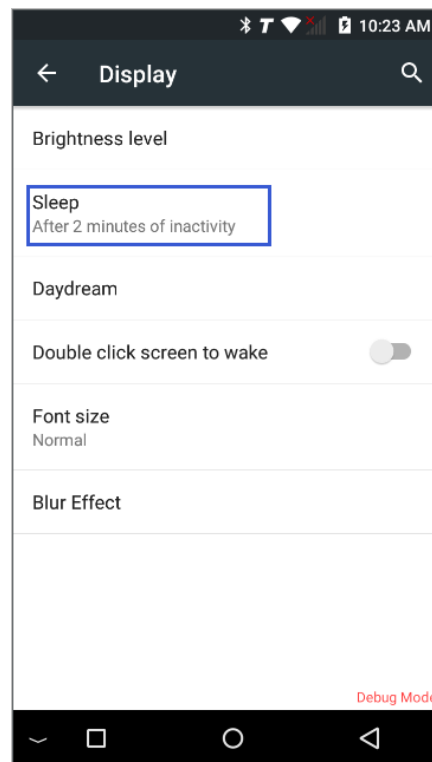 10:23 AM
Display
Brightness level
Sleep
After 2 minutes of inactivity
Daydream
Double click screen to wake
Font size
Normal
Blur Effect
Debug Mode